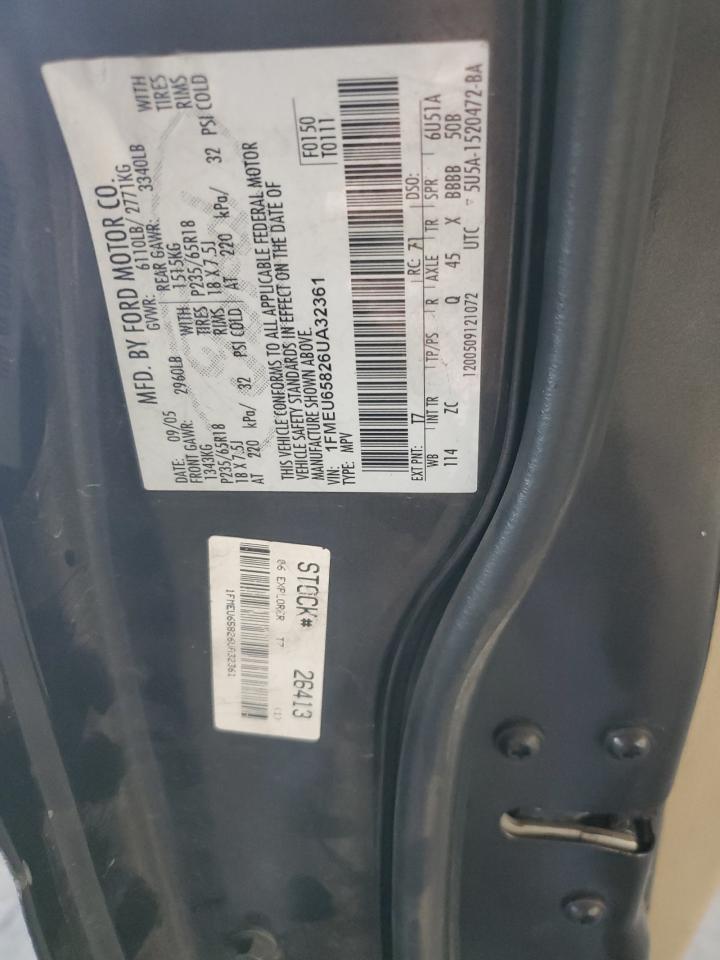 MFD. BY FORD MOTOR CO.
DATE: 09/05 GVWR: 6110LB/ 2771KG
FRONT GAWR: 2960LB REAR GAWR: 3340LB
1343KG WITH 1515KG WITH
P235/65R18 TIRES P235/65R18 TIRES
18 X 7.5J RIMS 18 X 7.5J RIMS
AT 220 kPa/ 32 PSI COLD AT 220 kPa/ 32 PSI COLD
THIS VEHICLE CONFORMS TO ALL APPLICABLE FEDERAL MOTOR
VEHICLE SAFETY STANDARDS IN EFFECT ON THE DATE OF
MANUFACTURE SHOWN ABOVE.
VIN: 1FMEU65826UA32361
TYPE: MPV
F0150
T0111
EXT PNT: T7 RC: 71 DSO:
WB INT TR TP/PS R AXLE TR SPR 6U51A
114 ZC Q 45 X BBBB 50B
1200509121072 UTC ▽ 5U5A-1520472-BA
STOCK# 26413
06 EXPLORER T7 (1)
1FMEU65826UA32361